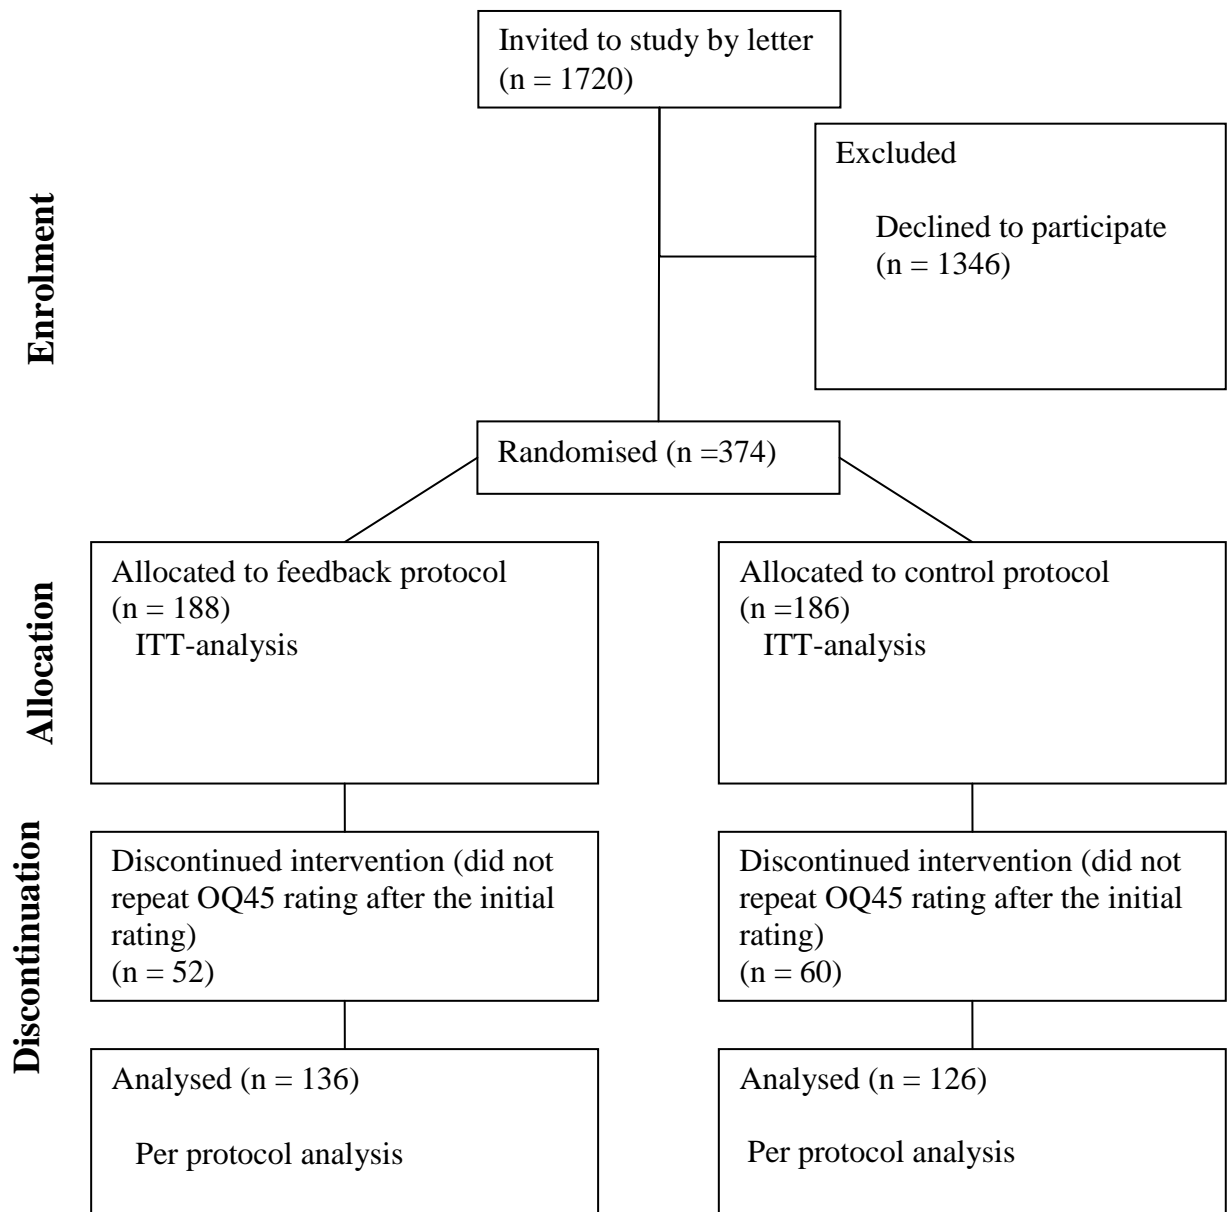 Invited to study by letter
(n = 1720)
Enrolment
Excluded
Declined to participate
(n = 1346)
Randomised (n =374)
Allocation
Allocated to feedback protocol
(n = 188)
ITT-analysis
Allocated to control protocol
(n =186)
ITT-analysis
Discontinuation
Discontinued intervention (did not
repeat OQ45 rating after the initial
rating)
(n = 52)
Discontinued intervention (did not
repeat OQ45 rating after the initial
rating)
(n = 60)
Analysed (n = 136)
Per protocol analysis
Analysed (n = 126)
Per protocol analysis